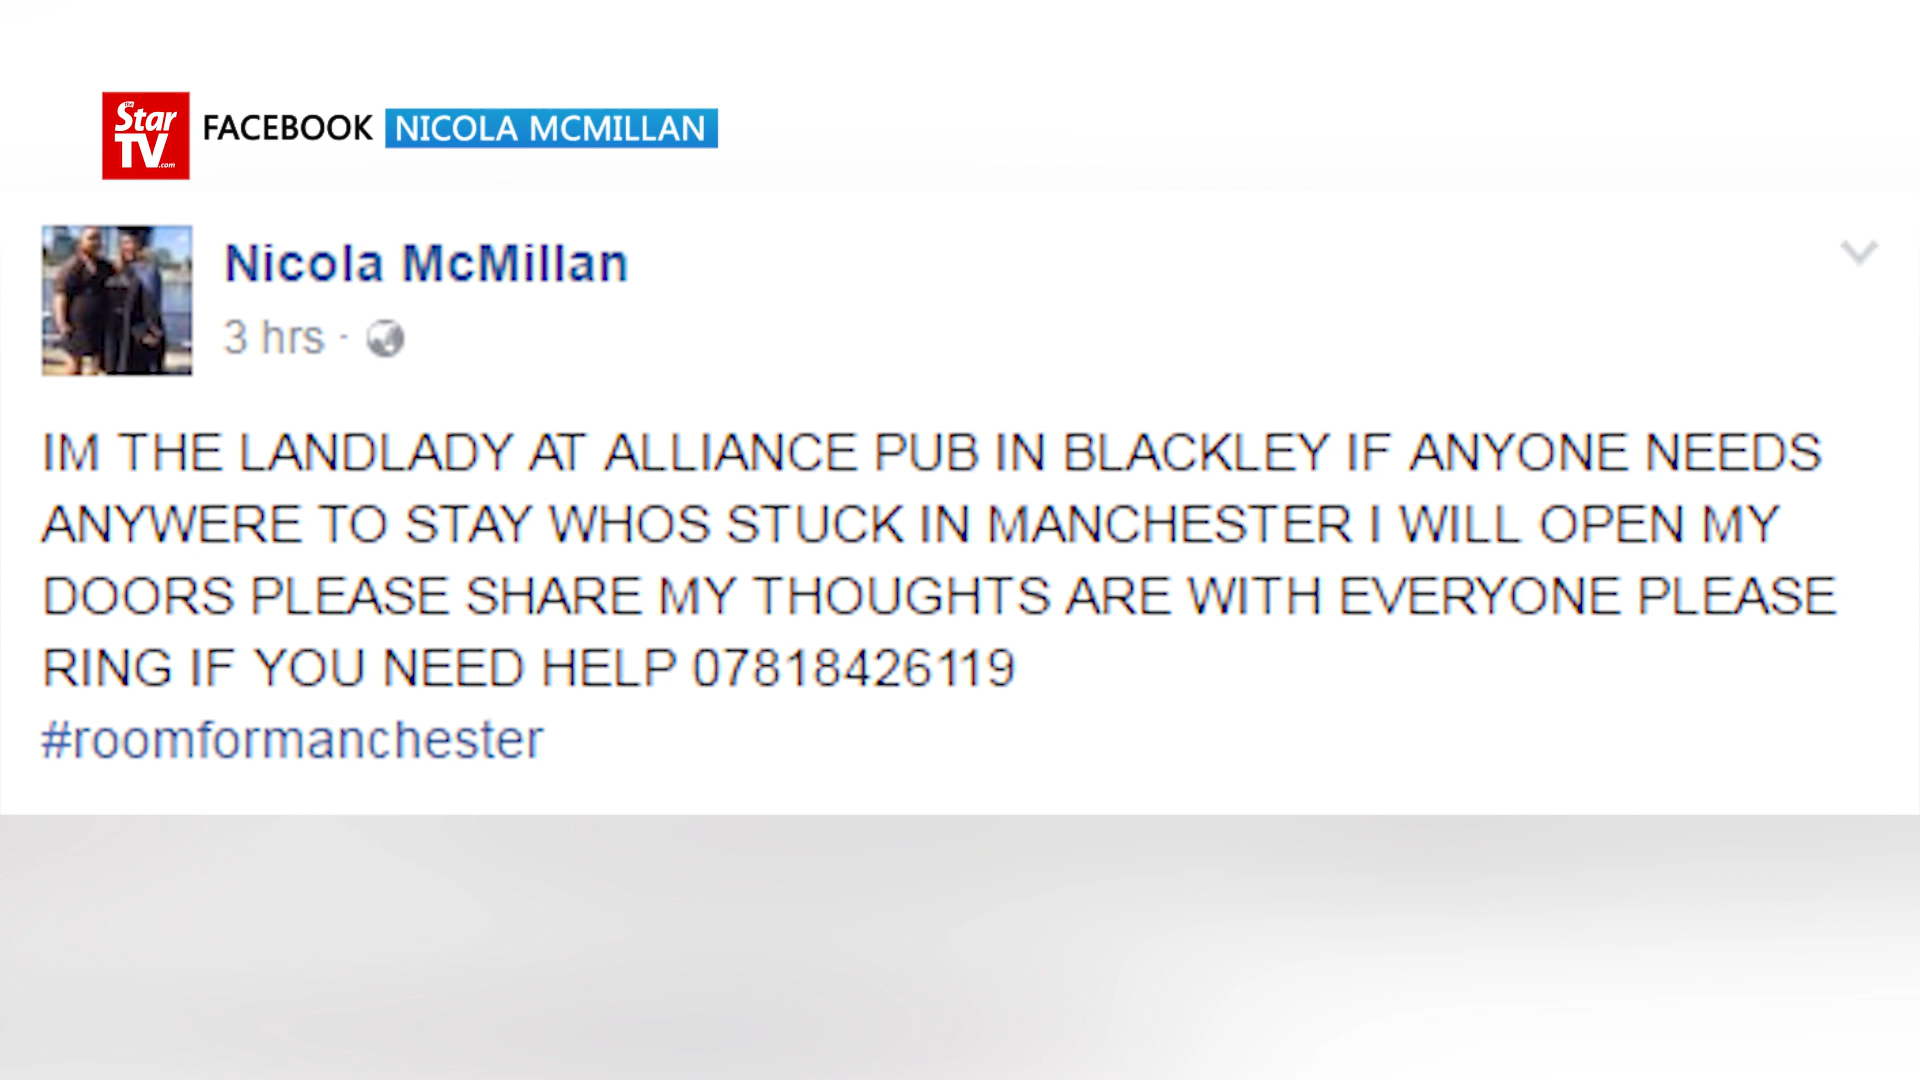 the
Star
TV
.com
FACEBOOK NICOLA MCMILLAN
Nicola McMillan
3 hrs ·
IM THE LANDLADY AT ALLIANCE PUB IN BLACKLEY IF ANYONE NEEDS
ANYWERE TO STAY WHOS STUCK IN MANCHESTER I WILL OPEN MY
DOORS PLEASE SHARE MY THOUGHTS ARE WITH EVERYONE PLEASE
RING IF YOU NEED HELP 07818426119
#roomformanchester